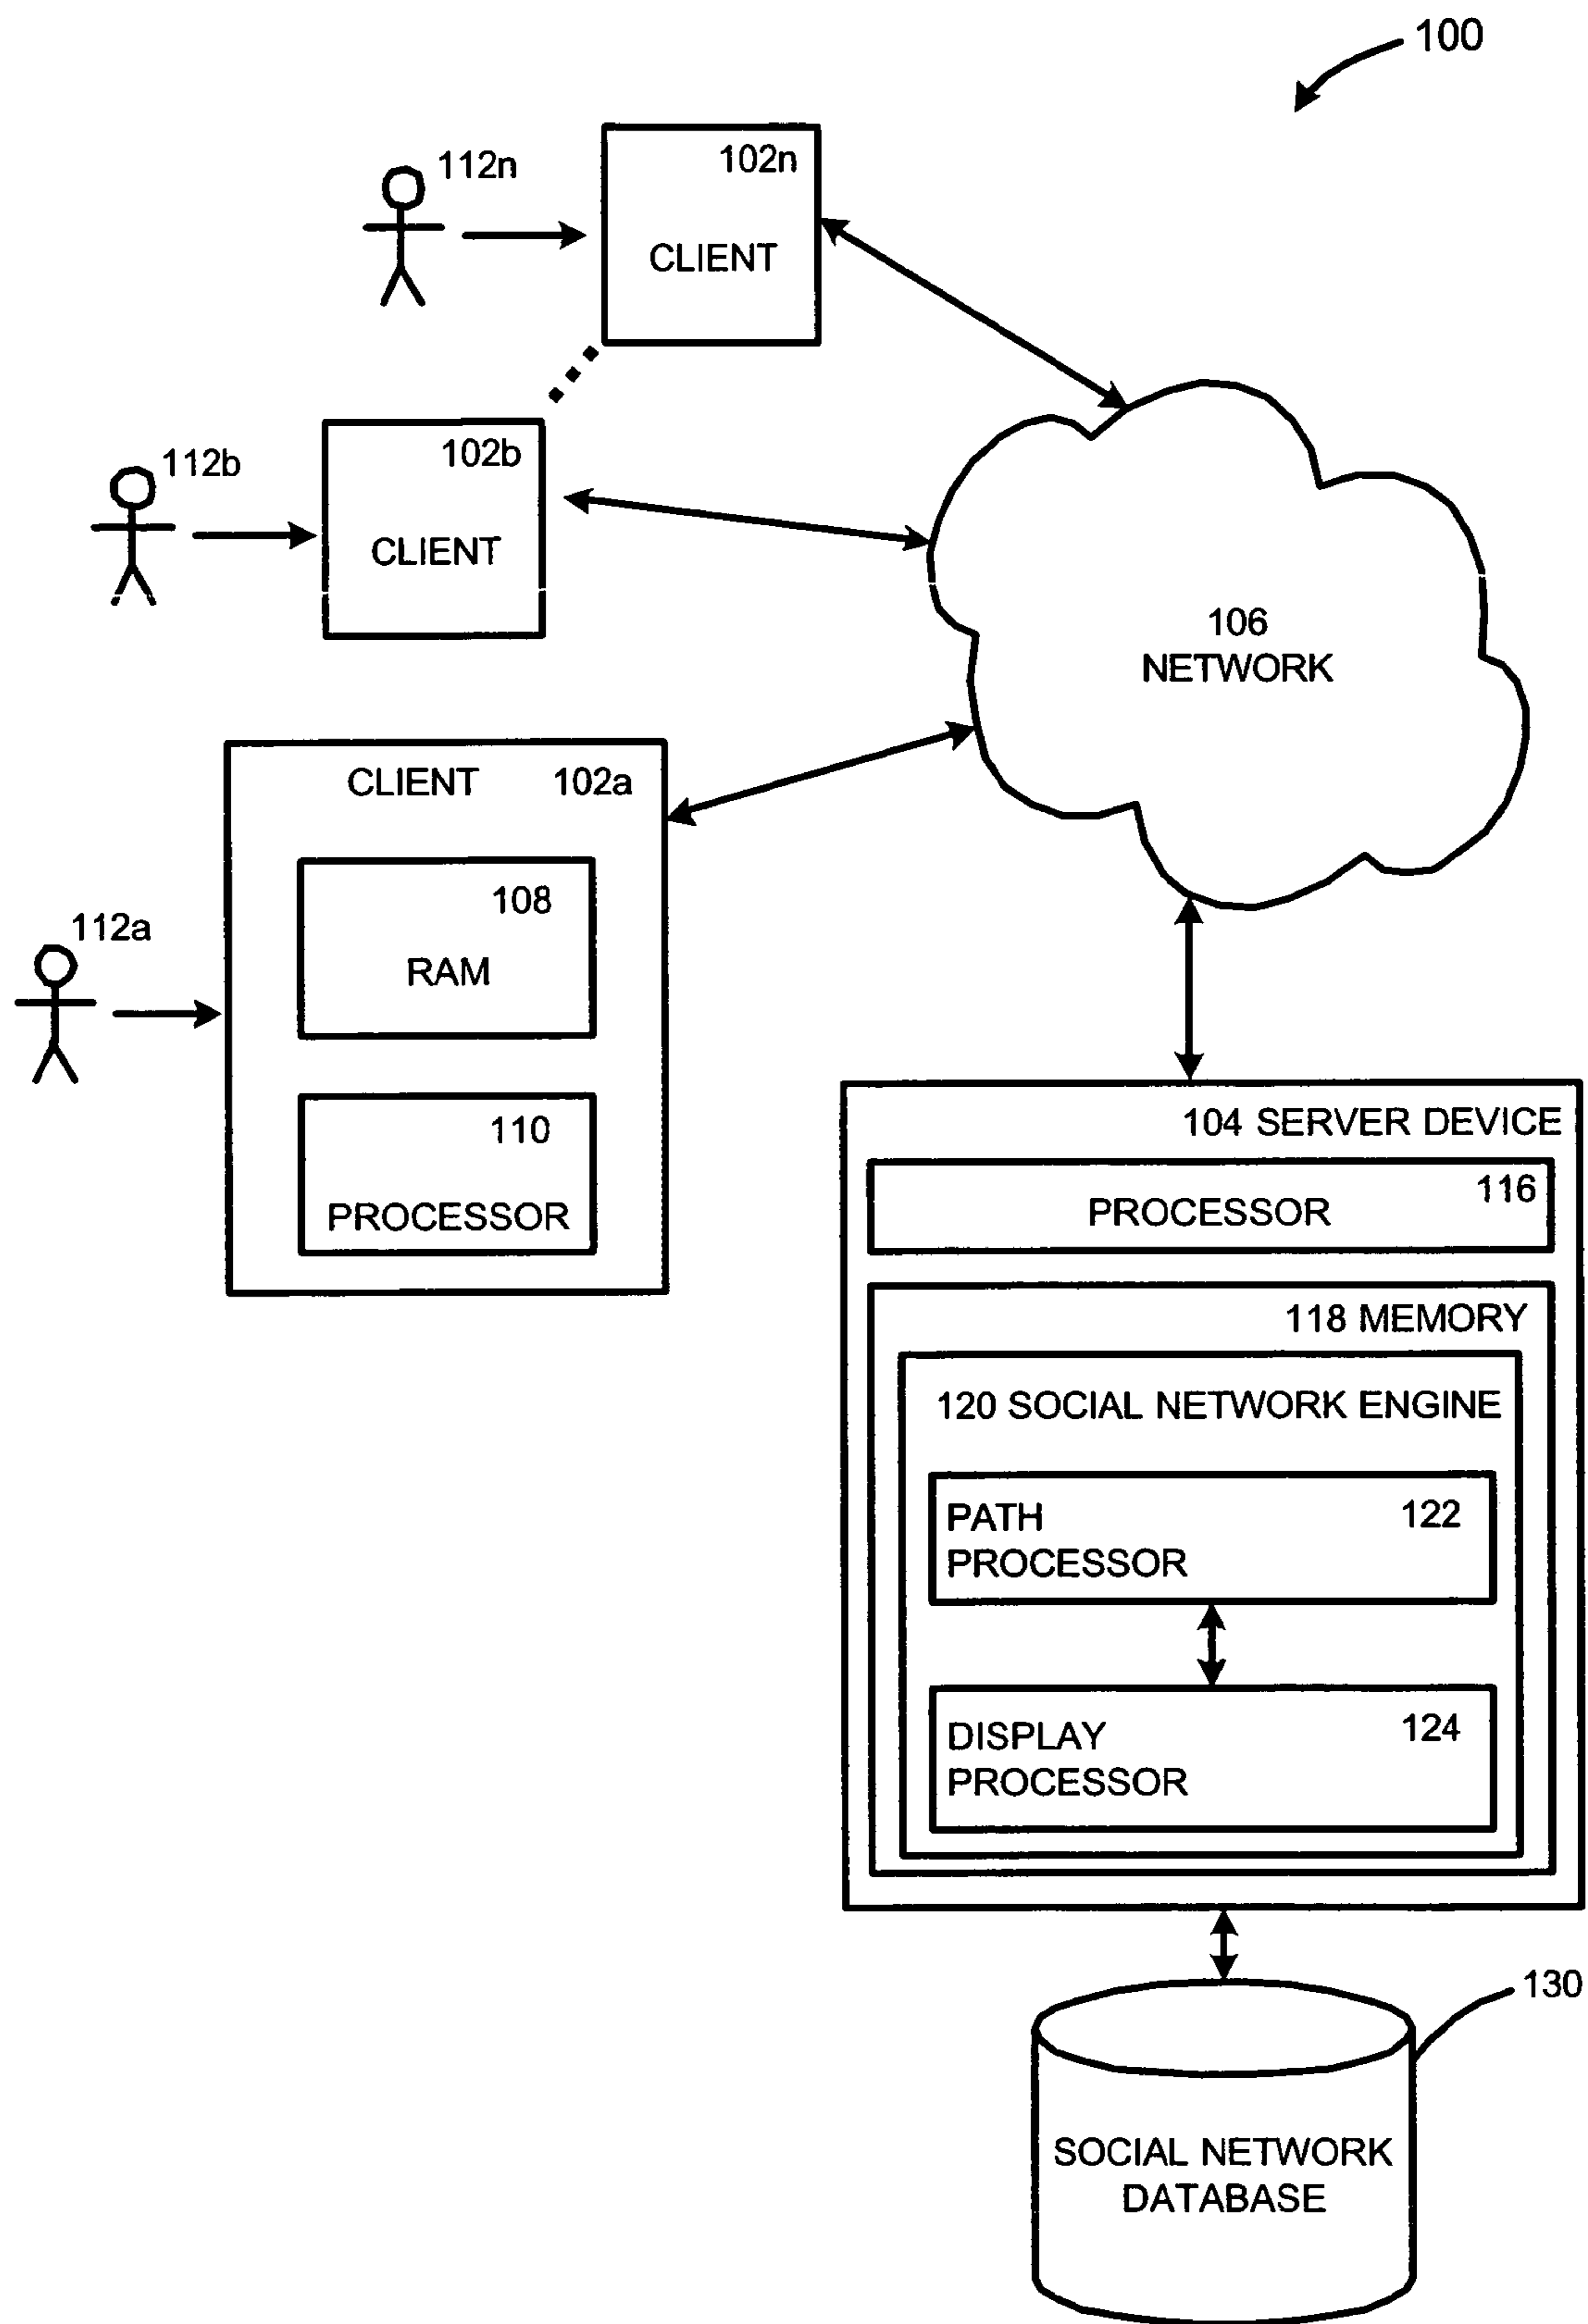 100
112n
102n
CLIENT
112b
102b
CLIENT
106
NETWORK
CLIENT 102a
108
RAM
112a
110
PROCESSOR
104 SERVER DEVICE
116
PROCESSOR
118 MEMORY
120 SOCIAL NETWORK ENGINE
PATH 122
PROCESSOR
DISPLAY 124
PROCESSOR
130
SOCIAL NETWORK
DATABASE